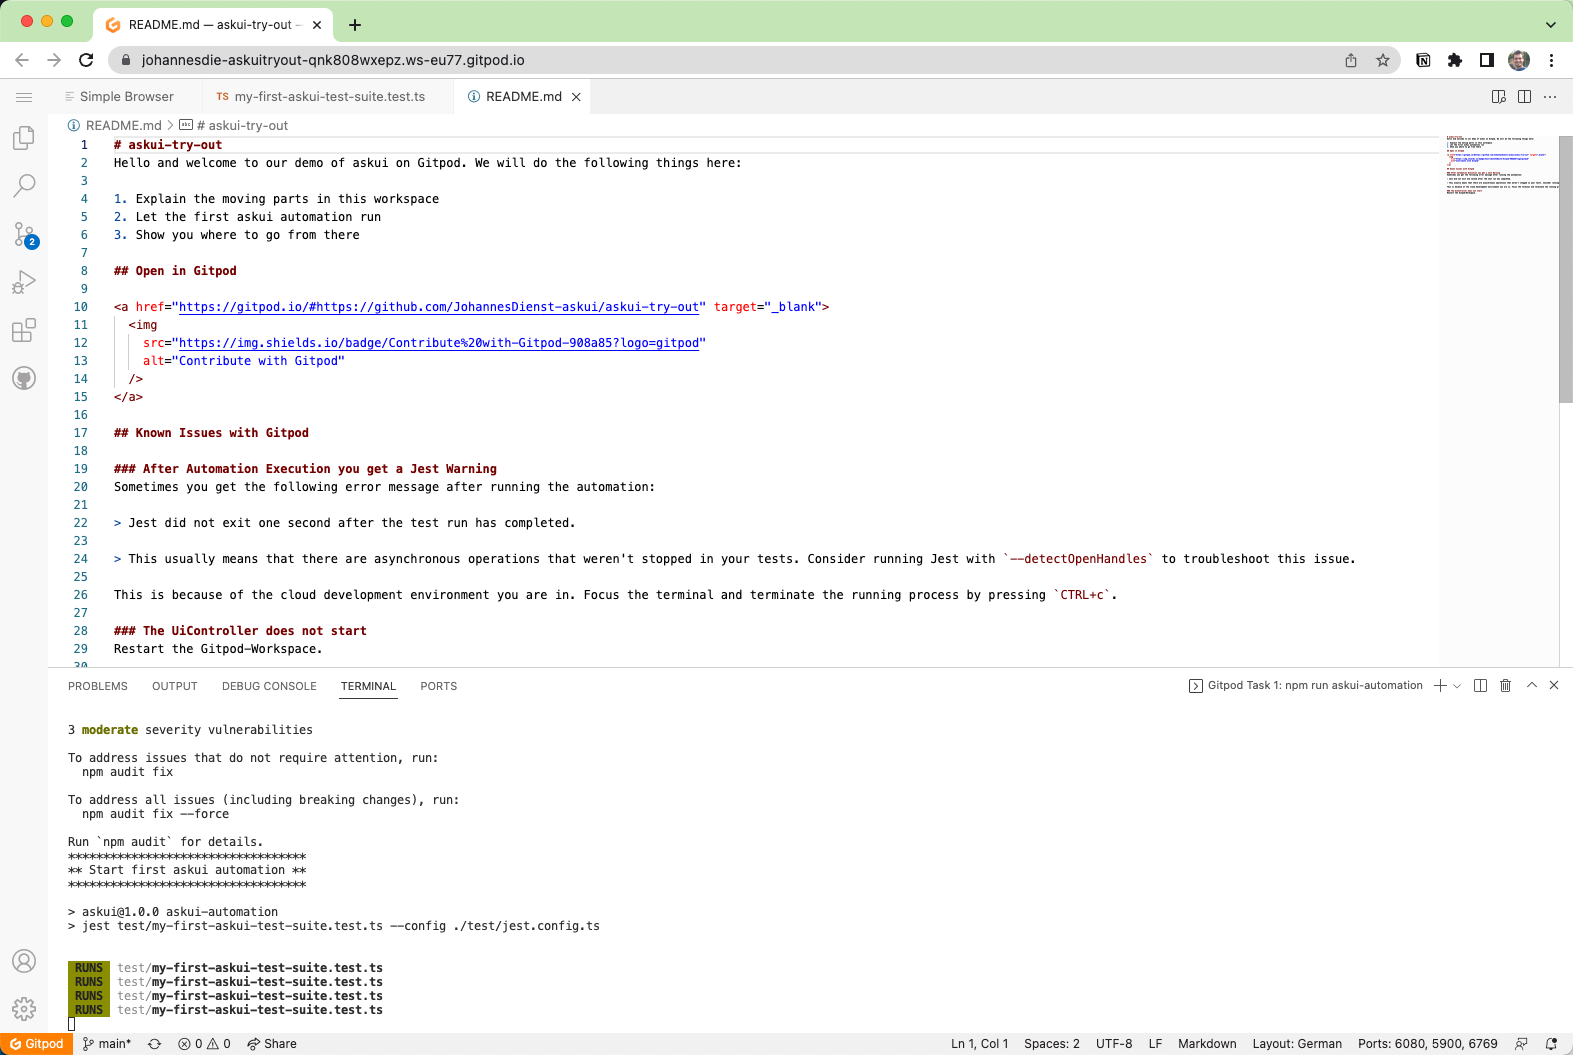 README.md — askui-try-out –
johannesdie-askuitryout-qnk808wxepz.ws-eu77.gitpod.io
Simple Browser
TS my-first-askui-test-suite.test.ts
README.md
README.md > abc # askui-try-out
1 # askui-try-out
2 Hello and welcome to our demo of askui on Gitpod. We will do the following things here:
3
4 1. Explain the moving parts in this workspace
5 2. Let the first askui automation run
6 3. Show you where to go from there
7
8 ## Open in Gitpod
9
10 <a href="https://gitpod.io/#https://github.com/JohannesDienst-askui/askui-try-out" target="_blank">
11 <img
12 src="https://img.shields.io/badge/Contribute%20with-Gitpod-908a85?logo=gitpod"
13 alt="Contribute with Gitpod"
14 />
15 </a>
16
17 ## Known Issues with Gitpod
18
19 ### After Automation Execution you get a Jest Warning
20 Sometimes you get the following error message after running the automation:
21
22 > Jest did not exit one second after the test run has completed.
23
24 > This usually means that there are asynchronous operations that weren't stopped in your tests. Consider running Jest with `--detectOpenHandles` to troubleshoot this issue.
25
26 This is because of the cloud development environment you are in. Focus the terminal and terminate the running process by pressing `CTRL+c`.
27
28 ### The UiController does not start
29 Restart the Gitpod-Workspace.
30
2
PROBLEMS OUTPUT DEBUG CONSOLE TERMINAL PORTS
Gitpod Task 1: npm run askui-automation
3 moderate severity vulnerabilities
To address issues that do not require attention, run:
npm audit fix
To address all issues (including breaking changes), run:
npm audit fix --force
Run `npm audit` for details.
**********************************
** Start first askui automation **
**********************************
> askui@1.0.0 askui-automation
> jest test/my-first-askui-test-suite.test.ts --config ./test/jest.config.ts
RUNS test/my-first-askui-test-suite.test.ts
RUNS test/my-first-askui-test-suite.test.ts
RUNS test/my-first-askui-test-suite.test.ts
RUNS test/my-first-askui-test-suite.test.ts
Gitpod main* 0 0 Share
Ln 1, Col 1 Spaces: 2 UTF-8 LF Markdown Layout: German Ports: 6080, 5900, 6769